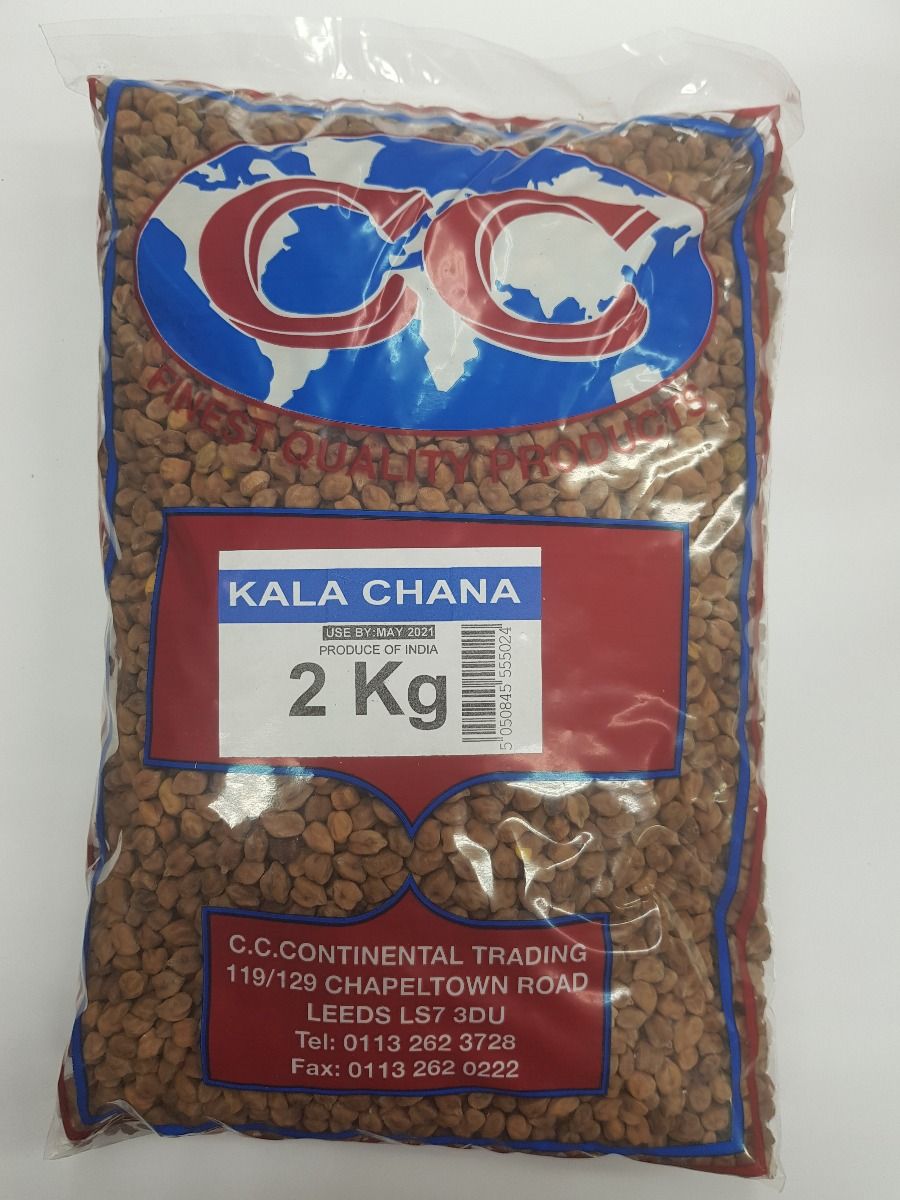 CC
FINEST QUALITY PRODUCTS
KALA CHANA
USE BY:MAY 2021
PRODUCE OF INDIA
2 Kg
5 050845 555024
C.C.CONTINENTAL TRADING
119/129 CHAPELTOWN ROAD
LEEDS LS7 3DU
Tel: 0113 262 3728
Fax: 0113 262 0222